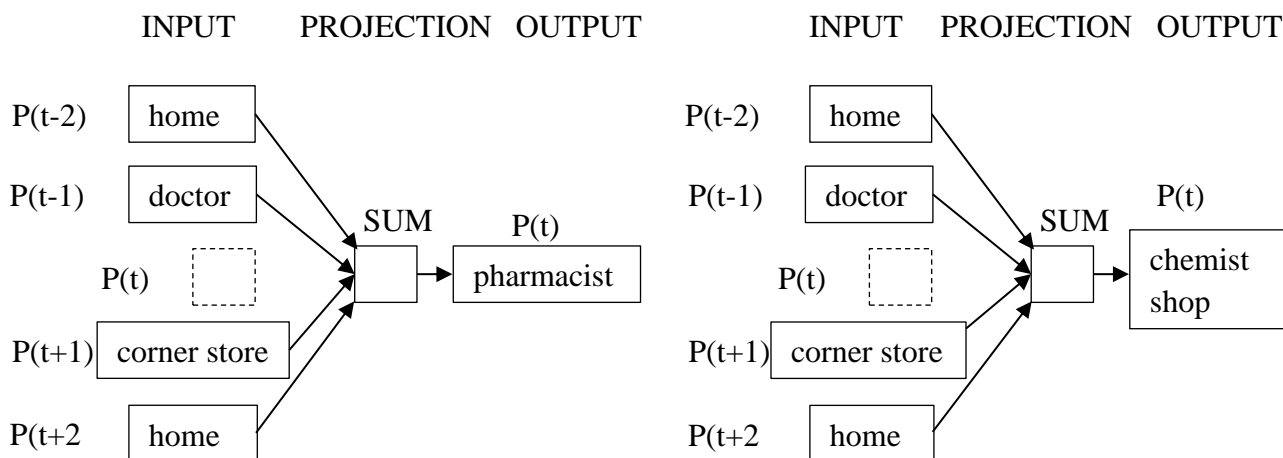 INPUT PROJECTION OUTPUT
P(t-2) home
P(t-1) doctor
SUM
P(t)
P(t)
pharmacist
P(t+1) corner store
P(t+2 home
INPUT PROJECTION OUTPUT
P(t-2) home
P(t-1) doctor
P(t)
SUM
P(t)
chemist
shop
P(t+1) corner store
P(t+2 home